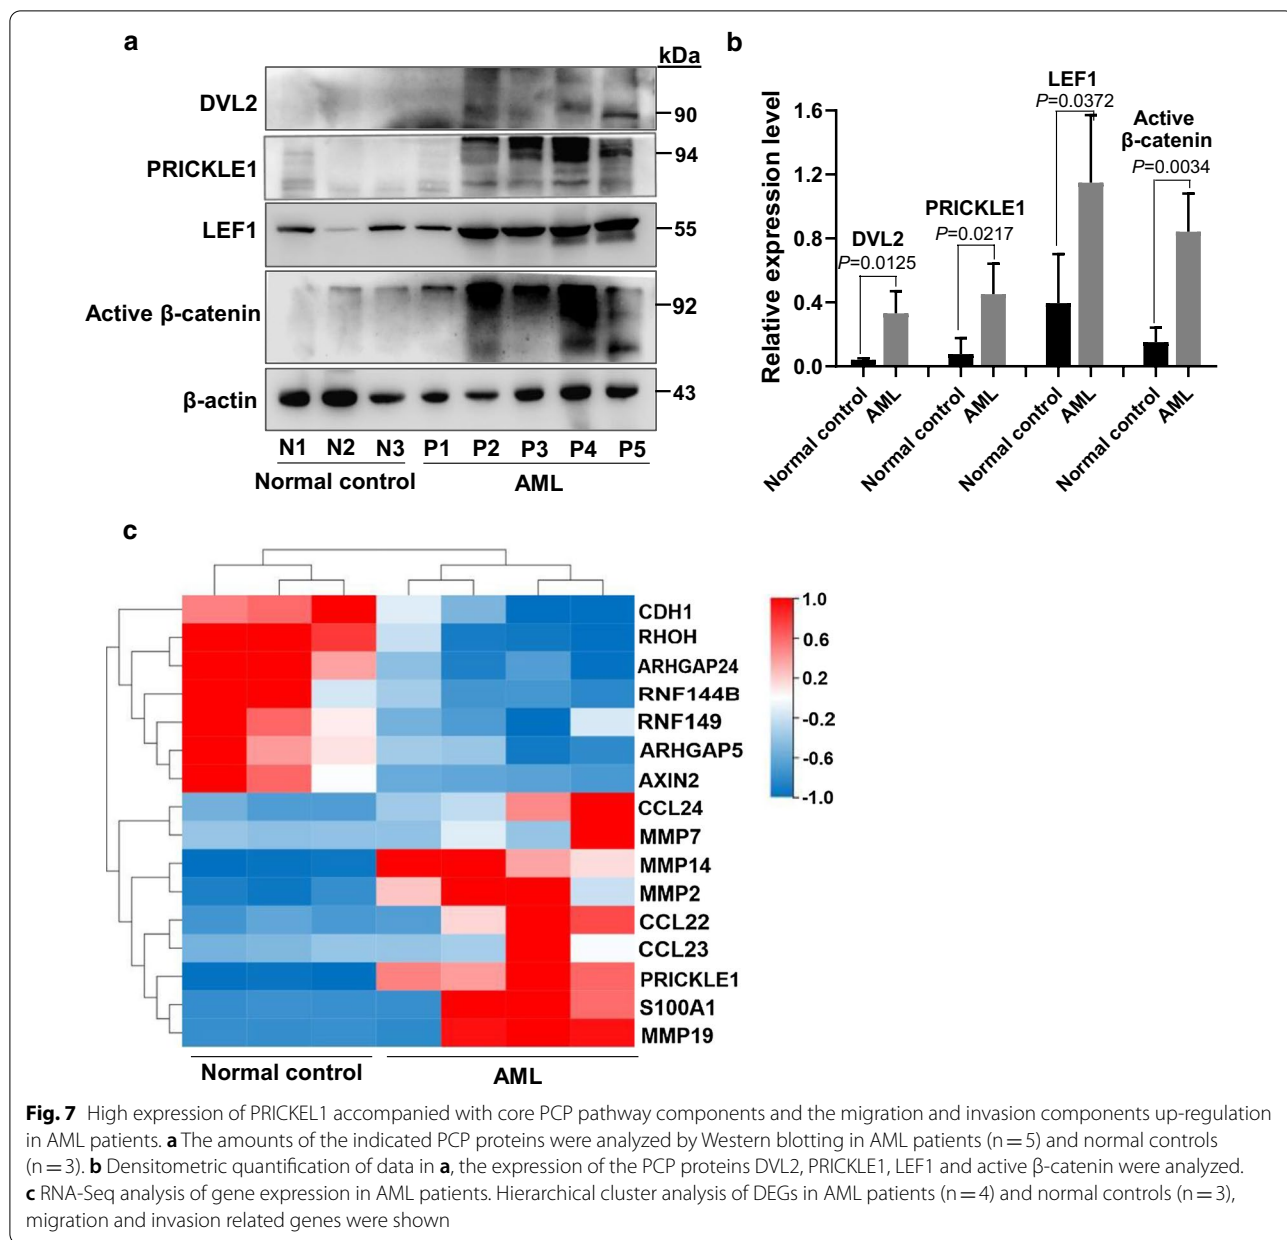 a
kDa
DVL2
90
PRICKLE1
94
LEF1
55
Active β-catenin
92
β-actin
43
N1 N2 N3 P1 P2 P3 P4 P5
Normal control AML
b
Relative expression level
1.6
1.2
0.8
0.4
0.0
DVL2
P=0.0125
PRICKLE1
P=0.0217
LEF1
P=0.0372
Active
β-catenin
P=0.0034
Normal control
AML
Normal control
AML
Normal control
AML
Normal control
AML
c
CDH1
RHOH
ARHGAP24
RNF144B
RNF149
ARHGAP5
AXIN2
CCL24
MMP7
MMP14
MMP2
CCL22
CCL23
PRICKLE1
S100A1
MMP19
1.0
0.6
0.2
-0.2
-0.6
-1.0
Normal control AML
Fig. 7 High expression of PRICKEL1 accompanied with core PCP pathway components and the migration and invasion components up-regulation
in AML patients. a The amounts of the indicated PCP proteins were analyzed by Western blotting in AML patients (n = 5) and normal controls
(n = 3). b Densitometric quantification of data in a, the expression of the PCP proteins DVL2, PRICKLE1, LEF1 and active β-catenin were analyzed.
c RNA-Seq analysis of gene expression in AML patients. Hierarchical cluster analysis of DEGs in AML patients (n = 4) and normal controls (n = 3),
migration and invasion related genes were shown